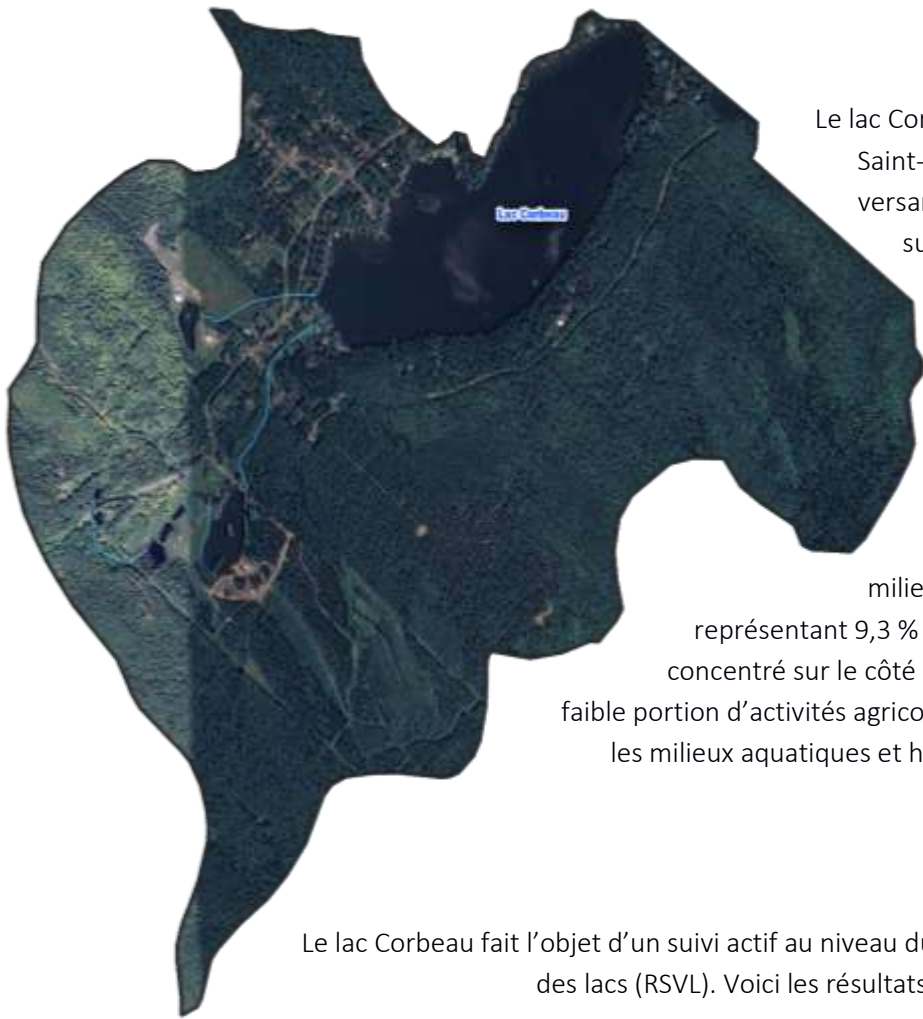 Le lac Cor
Saint-
versa
su
Lac Corbeau
milie
représentant 9,3 %
concentré sur le côté
faible portion d’activités agrico
les milieux aquatiques et h
Le lac Corbeau fait l’objet d’un suivi actif au niveau d
des lacs (RSVL). Voici les résultats